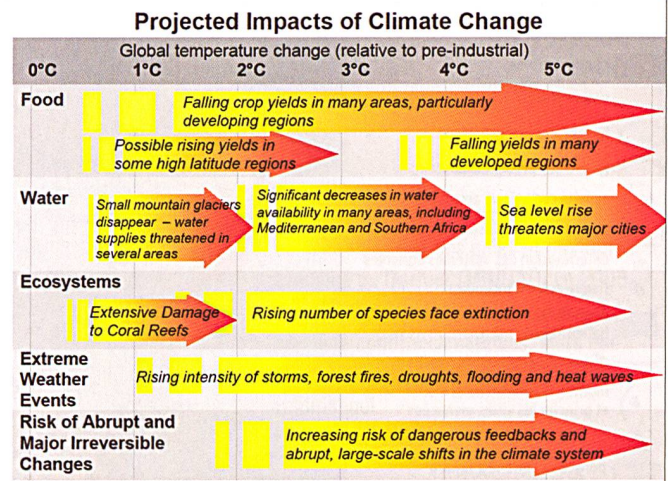 Projected Impacts of Climate Change
Global temperature change (relative to pre-industrial)
0°C 1°C 2°C 3°C 4°C 5°C
Food
Falling crop yields in many areas, particularly
developing regions
Possible rising yields in
some high latitude regions
Falling yields in many
developed regions
Water
Small mountain glaciers
disappear – water
supplies threatened in
several areas
Significant decreases in water
availability in many areas, including
Mediterranean and Southern Africa
Sea level rise
threatens major cities
Ecosystems
Extensive Damage
to Coral Reefs
Rising number of species face extinction
Extreme
Weather
Events
Rising intensity of storms, forest fires, droughts, flooding and heat waves
Risk of Abrupt and
Major Irreversible
Changes
Increasing risk of dangerous feedbacks and
abrupt, large-scale shifts in the climate system